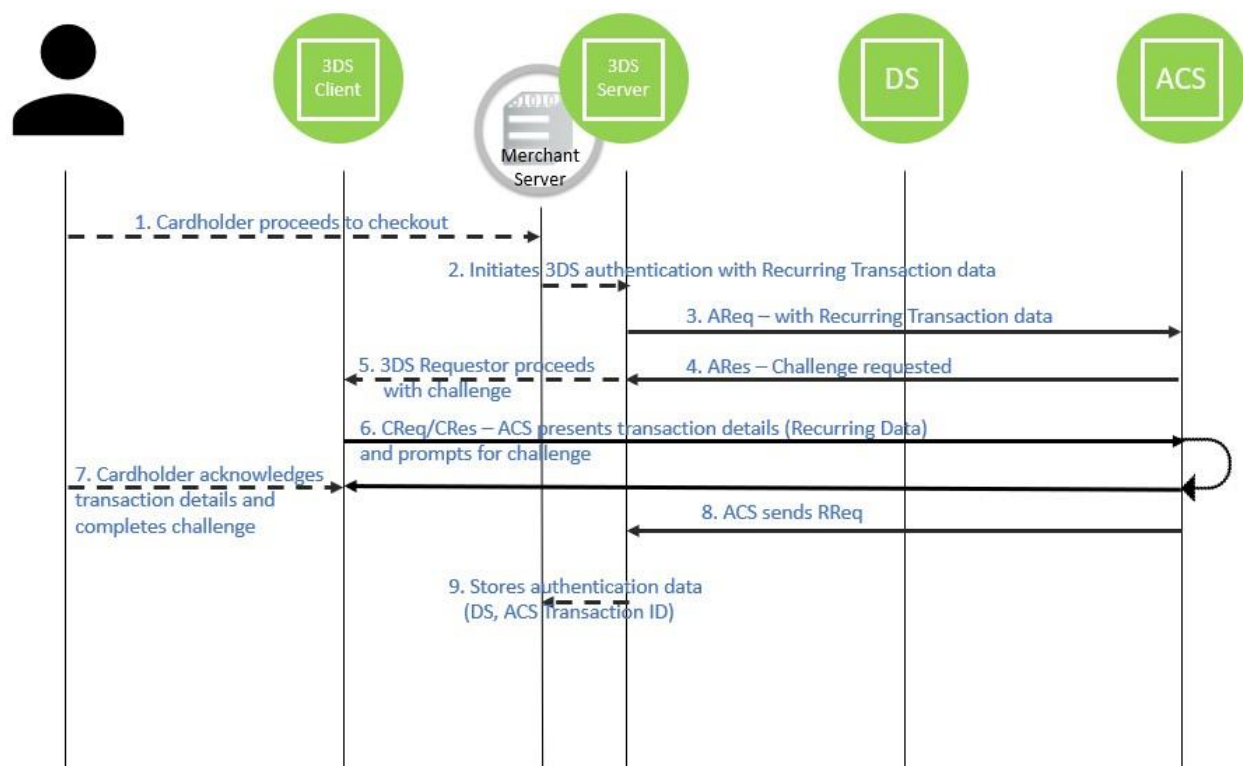 3DS
Client
3DS
Server
DS
ACS
01010
Merchant
Server
1. Cardholder proceeds to checkout
2. Initiates 3DS authentication with Recurring Transaction data
3. AReq – with Recurring Transaction data
5. 3DS Requestor proceeds
with challenge
4. ARes – Challenge requested
6. CReq/CRes – ACS presents transaction details (Recurring Data)
and prompts for challenge
7. Cardholder acknowledges
transaction details and
completes challenge
8. ACS sends RReq
9. Stores authentication data
(DS, ACS Transaction ID)